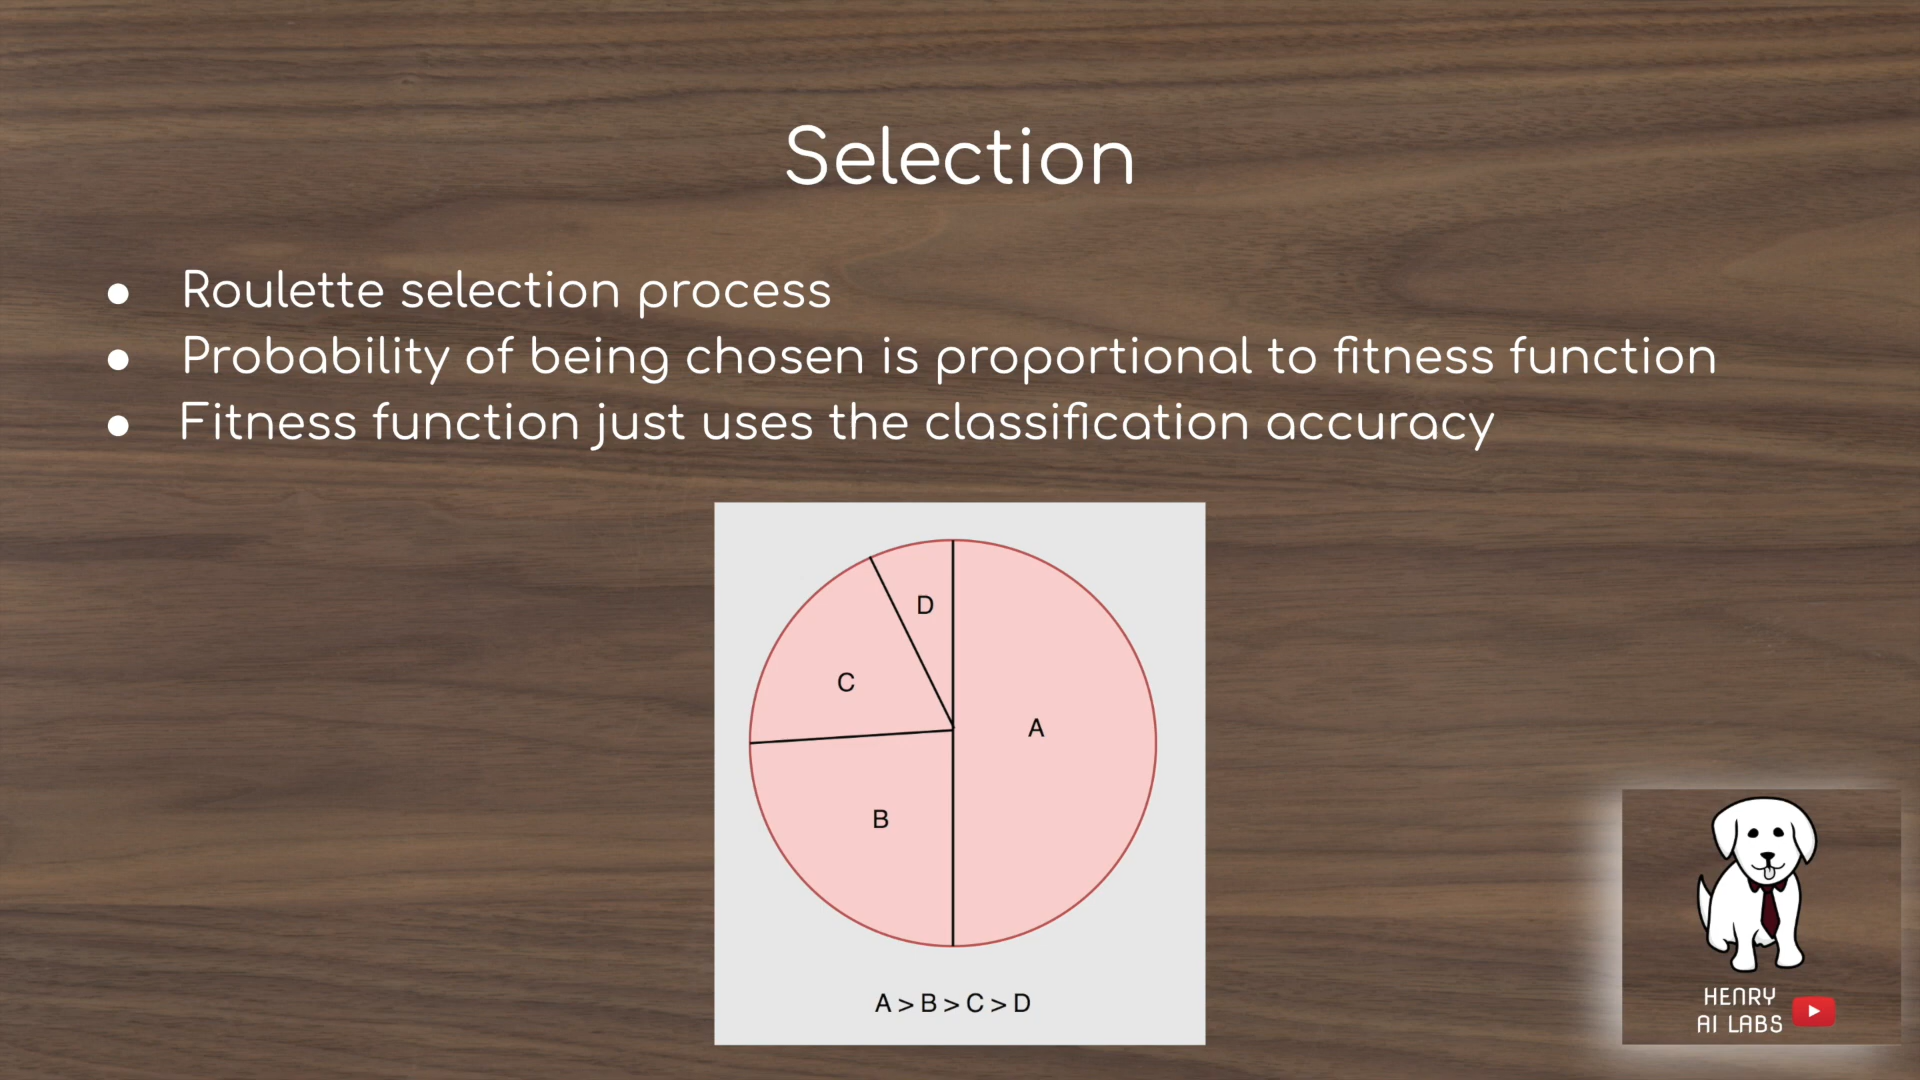 Selection
● Roulette selection process
● Probability of being chosen is proportional to fitness function
● Fitness function just uses the classification accuracy
D
C
A
B
A > B > C > D
HENRY
AI LABS